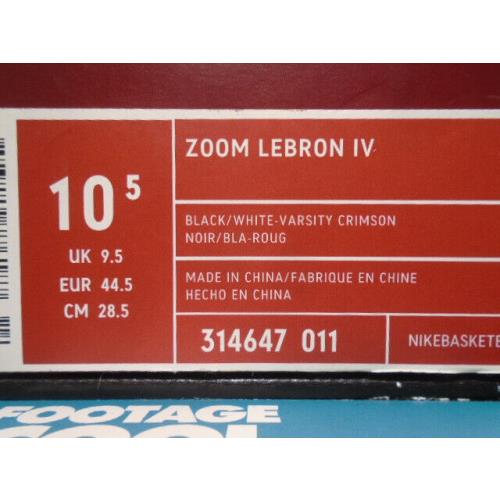 ZOOM LEBRON IV
10 5
UK 9.5
EUR 44.5
CM 28.5
BLACK/WHITE-VARSITY CRIMSON
NOIR/BLA-ROUG
MADE IN CHINA/FABRIQUE EN CHINE
HECHO EN CHINA
314647 011
NIKEBASKETB
FOOTAGE